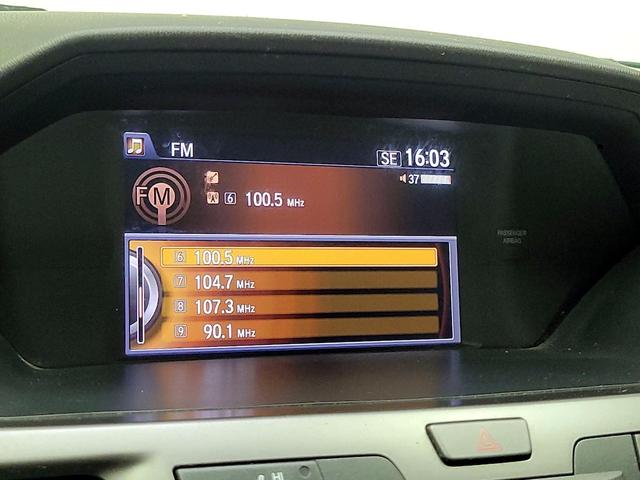 FM
SE 16:03
37
FM
6 100.5 MHz
6 100.5 MHz
7 104.7 MHz
8 107.3 MHz
9 90.1 MHz
PASSENGER
AIRBAG
HI